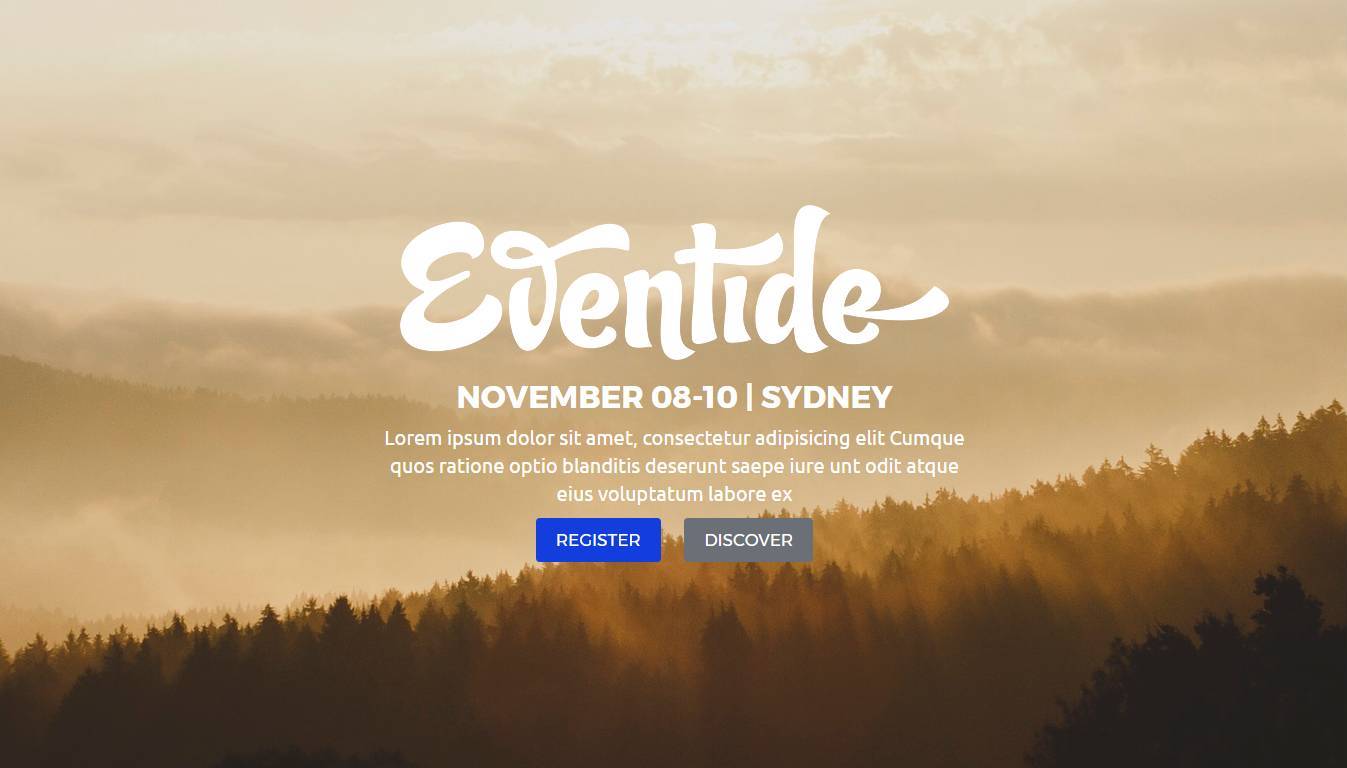 Eventide
NOVEMBER 08-10 | SYDNEY
Lorem ipsum dolor sit amet, consectetur adipisicing elit Cumque
quos ratione optio blanditis deserunt saepe iure unt odit atque
eius voluptatum labore ex
REGISTER
DISCOVER